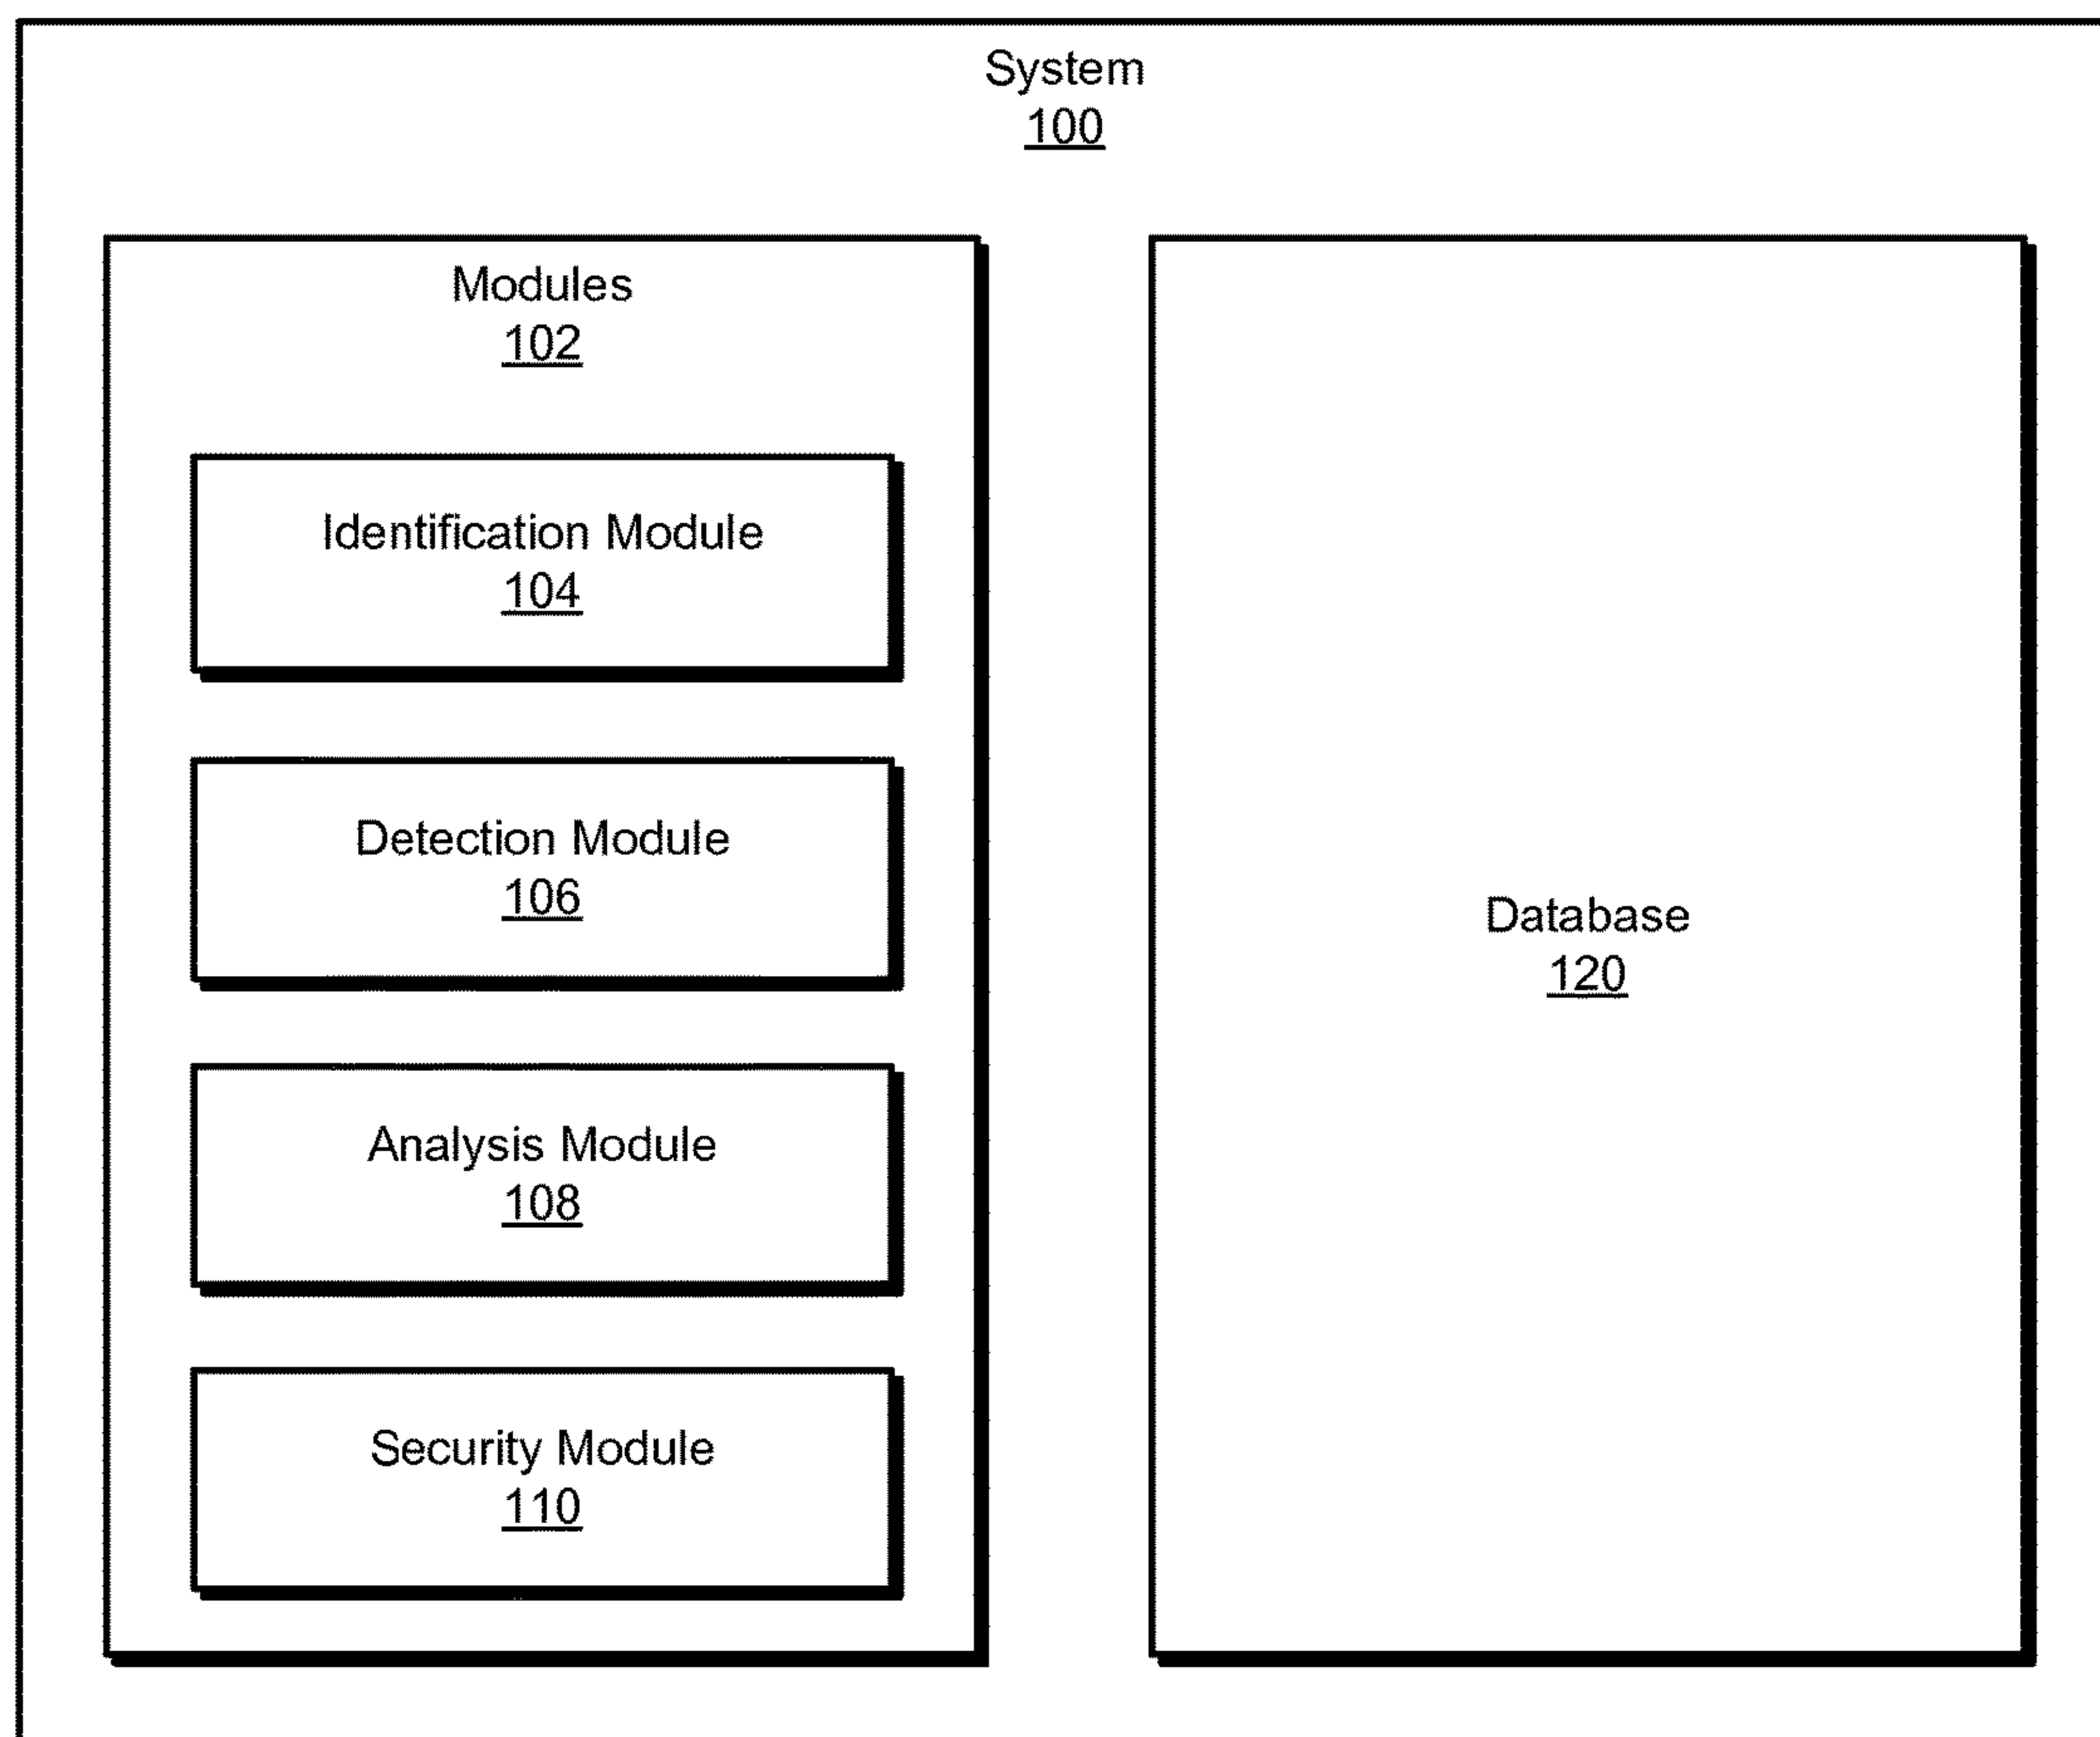 System
100
Modules
102
Identification Module
104
Detection Module
106
Analysis Module
108
Security Module
110
Database
120